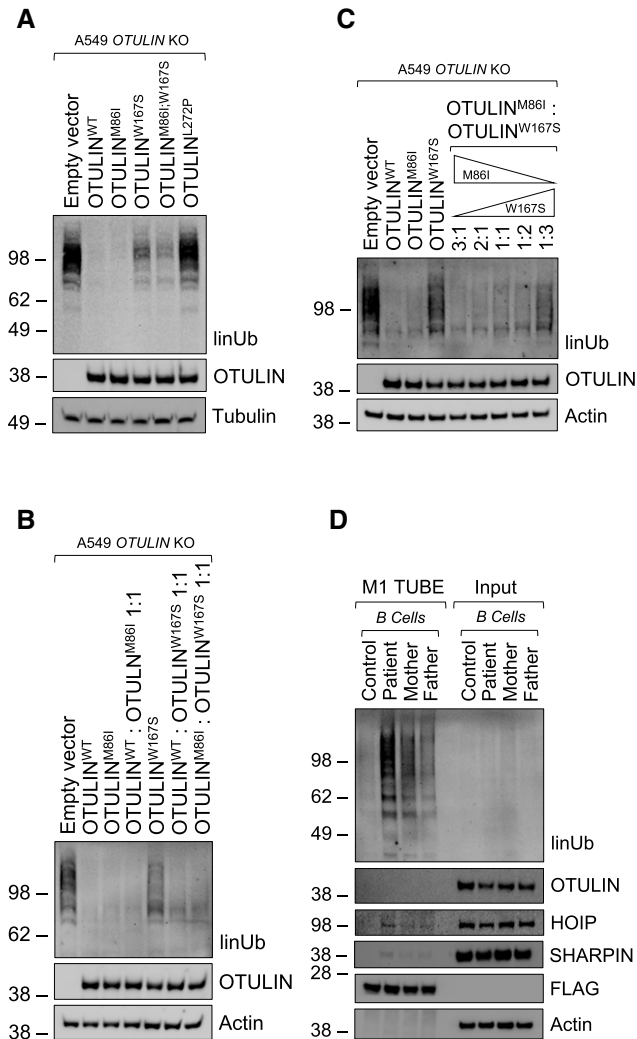 A
A549 OTULIN KO
Empty vector
OTULINᵂᵀ
OTULINᴹ⁸⁶ᴵ
OTULINᵂ¹⁶⁷ˢ
OTULINᴹ⁸⁶ᴵ;ᵂ¹⁶⁷ˢ
OTULINᴸ²⁷²ᴾ
98
62
49
linUb
38
OTULIN
49
Tubulin
C
A549 OTULIN KO
OTULINᴹ⁸⁶ᴵ :
OTULINᵂ¹⁶⁷ˢ
Empty vector
OTULINᵂᵀ
OTULINᴹ⁸⁶ᴵ
OTULINᵂ¹⁶⁷ˢ
M86I
W167S
3:1
2:1
1:1
1:2
1:3
98
linUb
38
OTULIN
38
Actin
B
A549 OTULIN KO
Empty vector
OTULINᵂᵀ
OTULINᴹ⁸⁶ᴵ
OTULINᵂᵀ : OTULNᴹ⁸⁶ᴵ 1:1
OTULINᵂ¹⁶⁷ˢ
OTULINᵂᵀ : OTULINᵂ¹⁶⁷ˢ 1:1
OTULINᴹ⁸⁶ᴵ : OTULINᵂ¹⁶⁷ˢ 1:1
98
62
linUb
38
OTULIN
38
Actin
D
M1 TUBE Input
B Cells B Cells
Control
Patient
Mother
Father
Control
Patient
Mother
Father
98
62
49
linUb
38
OTULIN
98
HOIP
38
SHARPIN
28
FLAG
38
Actin